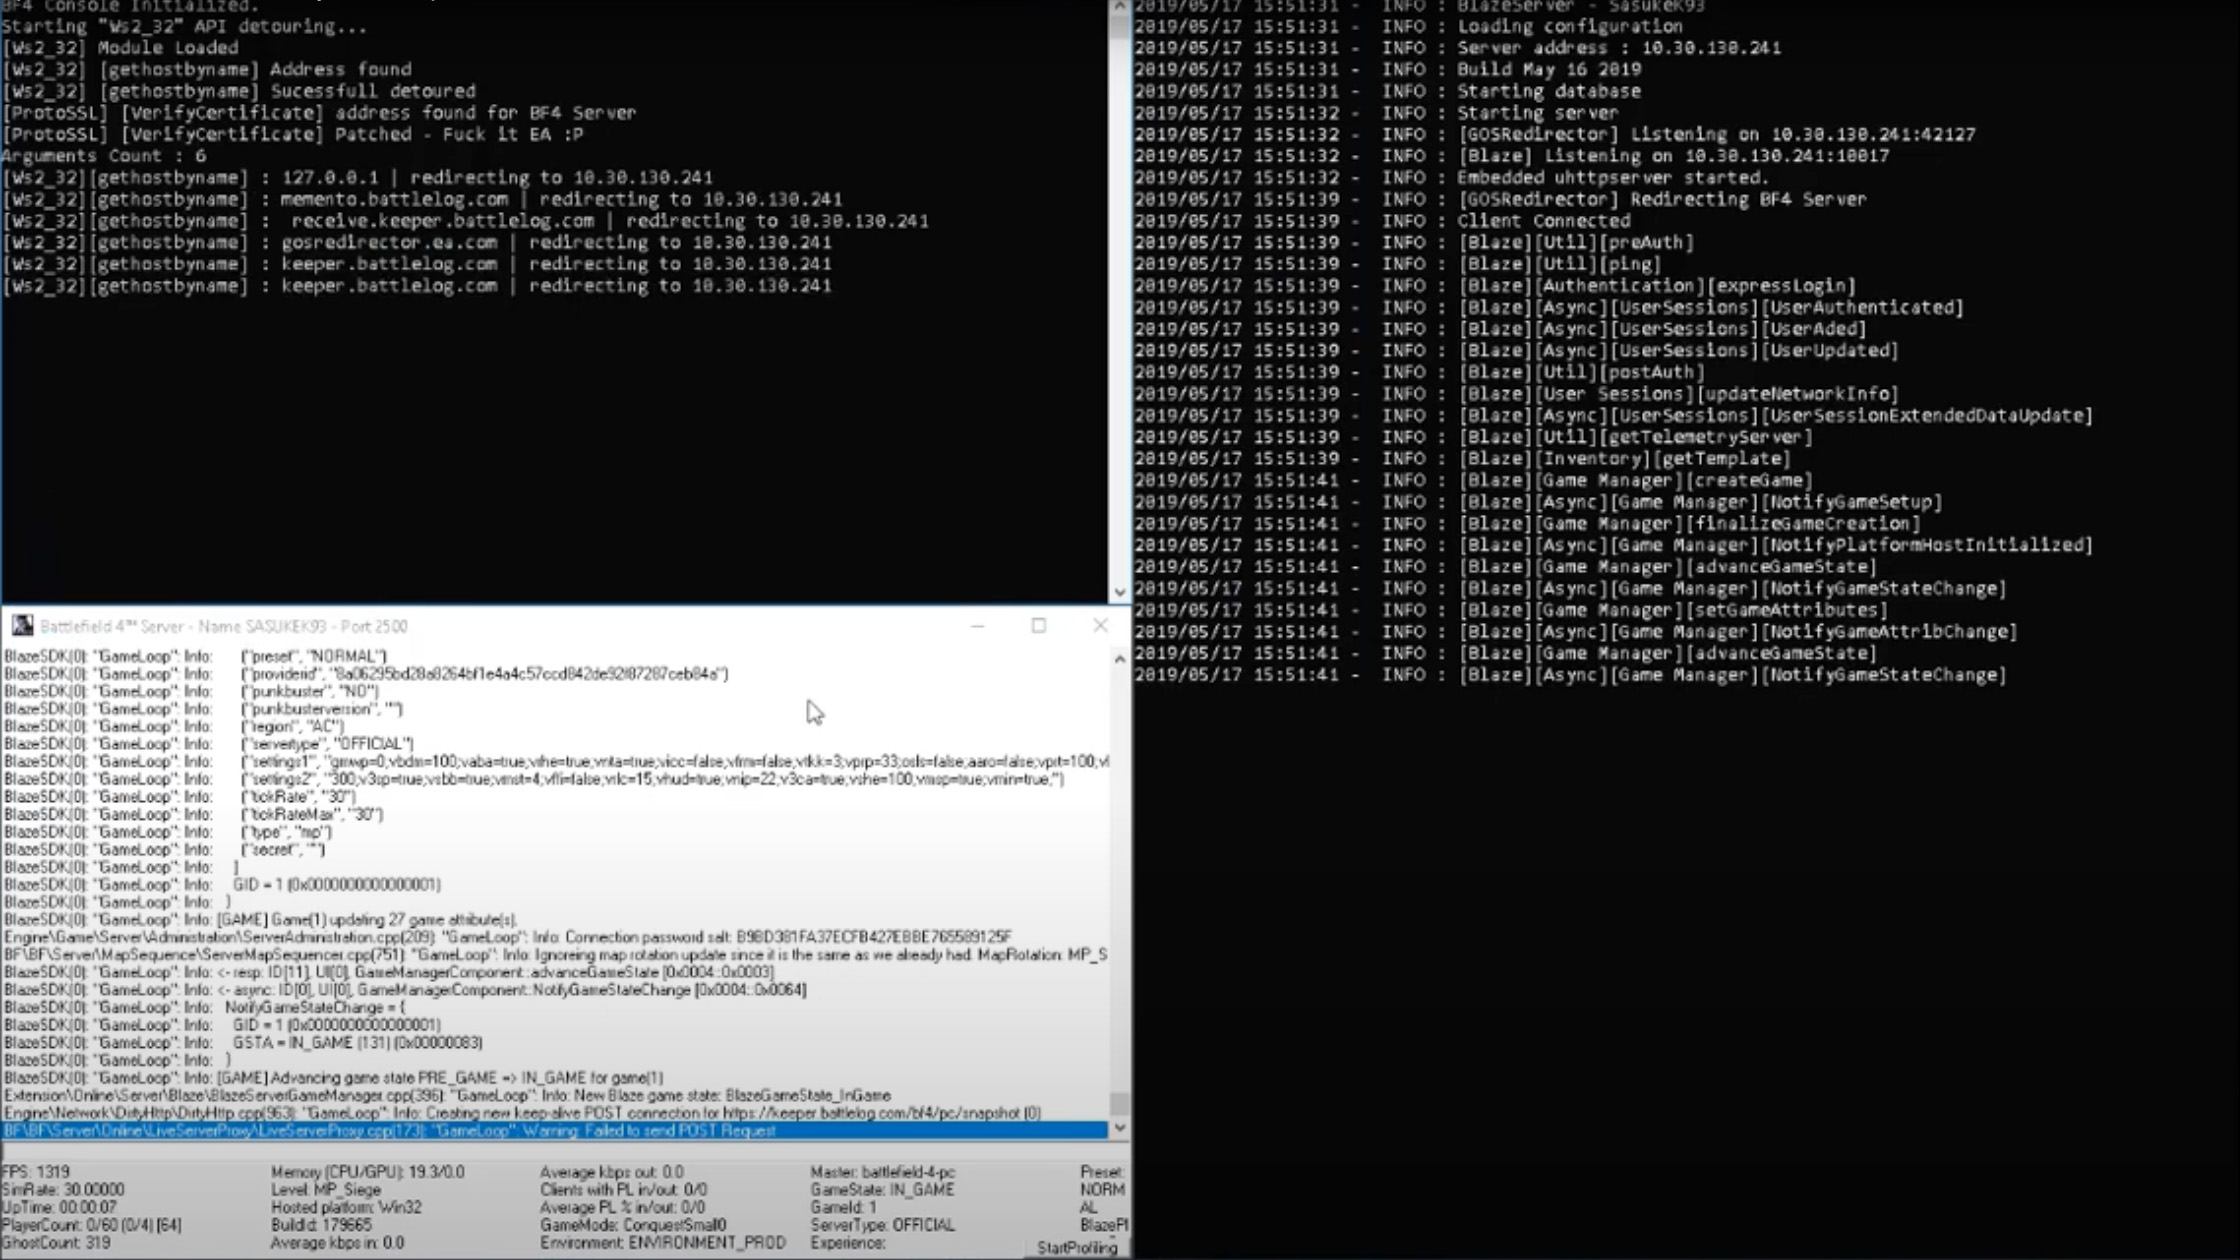 BF4 Console Initialized.
Starting "Ws2_32" API detouring...
[Ws2_32] Module Loaded
[Ws2_32] [gethostbyname] Address found
[Ws2_32] [gethostbyname] Sucessfull detoured
[ProtoSSL] [VerifyCertificate] address found for BF4 Server
[ProtoSSL] [VerifyCertificate] Patched - Fuck it EA :P
Arguments Count : 6
[Ws2_32][gethostbyname] : 127.0.0.1 | redirecting to 10.30.130.241
[Ws2_32][gethostbyname] : memento.battlelog.com | redirecting to 10.30.130.241
[Ws2_32][gethostbyname] :  receive.keeper.battlelog.com | redirecting to 10.30.130.241
[Ws2_32][gethostbyname] : gosredirector.ea.com | redirecting to 10.30.130.241
[Ws2_32][gethostbyname] : keeper.battlelog.com | redirecting to 10.30.130.241
[Ws2_32][gethostbyname] : keeper.battlelog.com | redirecting to 10.30.130.241
2019/05/17 15:51:31 -  INFO : BlazeServer - SasukeK93
2019/05/17 15:51:31 -  INFO : Loading configuration
2019/05/17 15:51:31 -  INFO : Server address : 10.30.130.241
2019/05/17 15:51:31 -  INFO : Build May 16 2019
2019/05/17 15:51:31 -  INFO : Starting database
2019/05/17 15:51:32 -  INFO : Starting server
2019/05/17 15:51:32 -  INFO : [GOSRedirector] Listening on 10.30.130.241:42127
2019/05/17 15:51:32 -  INFO : [Blaze] Listening on 10.30.130.241:10017
2019/05/17 15:51:32 -  INFO : Embedded uhttpserver started.
2019/05/17 15:51:39 -  INFO : [GOSRedirector] Redirecting BF4 Server
2019/05/17 15:51:39 -  INFO : Client Connected
2019/05/17 15:51:39 -  INFO : [Blaze][Util][preAuth]
2019/05/17 15:51:39 -  INFO : [Blaze][Util][ping]
2019/05/17 15:51:39 -  INFO : [Blaze][Authentication][expressLogin]
2019/05/17 15:51:39 -  INFO : [Blaze][Async][UserSessions][UserAuthenticated]
2019/05/17 15:51:39 -  INFO : [Blaze][Async][UserSessions][UserAded]
2019/05/17 15:51:39 -  INFO : [Blaze][Async][UserSessions][UserUpdated]
2019/05/17 15:51:39 -  INFO : [Blaze][Util][postAuth]
2019/05/17 15:51:39 -  INFO : [Blaze][User Sessions][updateNetworkInfo]
2019/05/17 15:51:39 -  INFO : [Blaze][Async][UserSessions][UserSessionExtendedDataUpdate]
2019/05/17 15:51:39 -  INFO : [Blaze][Util][getTelemetryServer]
2019/05/17 15:51:39 -  INFO : [Blaze][Inventory][getTemplate]
2019/05/17 15:51:41 -  INFO : [Blaze][Game Manager][createGame]
2019/05/17 15:51:41 -  INFO : [Blaze][Async][Game Manager][NotifyGameSetup]
2019/05/17 15:51:41 -  INFO : [Blaze][Game Manager][finalizeGameCreation]
2019/05/17 15:51:41 -  INFO : [Blaze][Async][Game Manager][NotifyPlatformHostInitialized]
2019/05/17 15:51:41 -  INFO : [Blaze][Game Manager][advanceGameState]
2019/05/17 15:51:41 -  INFO : [Blaze][Async][Game Manager][NotifyGameStateChange]
2019/05/17 15:51:41 -  INFO : [Blaze][Game Manager][setGameAttributes]
2019/05/17 15:51:41 -  INFO : [Blaze][Async][Game Manager][NotifyGameAttribChange]
2019/05/17 15:51:41 -  INFO : [Blaze][Game Manager][advanceGameState]
2019/05/17 15:51:41 -  INFO : [Blaze][Async][Game Manager][NotifyGameStateChange]
Battlefield 4™ Server - Name SASUKEK93 - Port 2500
BlazeSDK[0]: "GameLoop": Info:      ("preset", "NORMAL")
BlazeSDK[0]: "GameLoop": Info:      ("providerid", "8a06295bd28a8264bf1e4a4c57ccd842de92f87287ceb84a")
BlazeSDK[0]: "GameLoop": Info:      ("punkbuster", "NO")
BlazeSDK[0]: "GameLoop": Info:      ("punkbusterversion", "")
BlazeSDK[0]: "GameLoop": Info:      ("region", "AC")
BlazeSDK[0]: "GameLoop": Info:      ("servertype", "OFFICIAL")
BlazeSDK[0]: "GameLoop": Info:      ("settings1", "gmwp=0;vbdm=100;vaba=true;vrhe=true;vnta=true;vicc=false;vfrm=false;vtkk=3;vprp=33;osls=false;aaro=false;vprt=100;vf
BlazeSDK[0]: "GameLoop": Info:      ("settings2", "300;v3sp=true;vsbb=true;vmst=4;vffi=false;vrlc=15;vhud=true;vnip=22;v3ca=true;vshe=100;vmsp=true;vmin=true;")
BlazeSDK[0]: "GameLoop": Info:      ("tickRate", "30")
BlazeSDK[0]: "GameLoop": Info:      ("tickRateMax", "30")
BlazeSDK[0]: "GameLoop": Info:      ("type", "mp")
BlazeSDK[0]: "GameLoop": Info:      ("secret", "")
BlazeSDK[0]: "GameLoop": Info:    ]
BlazeSDK[0]: "GameLoop": Info:    GID = 1 (0x0000000000000001)
BlazeSDK[0]: "GameLoop": Info:  }
BlazeSDK[0]: "GameLoop": Info: [GAME] Game(1) updating 27 game attribute(s).
Engine\Game\Server\Administration\ServerAdministration.cpp(209): "GameLoop": Info: Connection password salt: B9BD381FA37ECFB427EBBE765589125F
BF\BF\Server\MapSequence\ServerMapSequencer.cpp(751): "GameLoop": Info: Ignoreing map rotation update since it is the same as we already had. MapRotation: MP_S
BlazeSDK[0]: "GameLoop": Info: <- resp: ID[11], UI[0], GameManagerComponent::advanceGameState [0x0004::0x0003]
BlazeSDK[0]: "GameLoop": Info: <- async: ID[0], UI[0], GameManagerComponent::NotifyGameStateChange [0x0004::0x0064]
BlazeSDK[0]: "GameLoop": Info:  NotifyGameStateChange = {
BlazeSDK[0]: "GameLoop": Info:    GID = 1 (0x0000000000000001)
BlazeSDK[0]: "GameLoop": Info:    GSTA = IN_GAME (131) (0x00000083)
BlazeSDK[0]: "GameLoop": Info:  }
BlazeSDK[0]: "GameLoop": Info: [GAME] Advancing game state PRE_GAME => IN_GAME for game(1)
Extension\Online\Server\Blaze\BlazeServerGameManager.cpp(396): "GameLoop": Info: New Blaze game state: BlazeGameState_InGame
Engine\Network\DirtyHttp\DirtyHttp.cpp(963): "GameLoop": Info: Creating new keep-alive POST connection for https://keeper.battlelog.com/bf4/pc/snapshot (0)
BF\BF\Server\Online\LiveServerProxy\LiveServerProxy.cpp(173): "GameLoop": Warning: Failed to send POST Request
FPS: 1319
SimRate: 30.00000
UpTime: 00:00:07
PlayerCount: 0/60 (0/4) [64]
GhostCount: 319
Memory (CPU/GPU): 19.3/0.0
Level: MP_Siege
Hosted platform: Win32
BuildId: 179665
Average kbps in: 0.0
Average kbps out: 0.0
Clients with PL in/out: 0/0
Average PL % in/out: 0/0
GameMode: ConquestSmall0
Environment: ENVIRONMENT_PROD
Master: battlefield-4-pc
GameState: IN_GAME
GameId: 1
ServerType: OFFICIAL
Experience:
Preset:
NORM
AL
BlazePl
StartProfiling